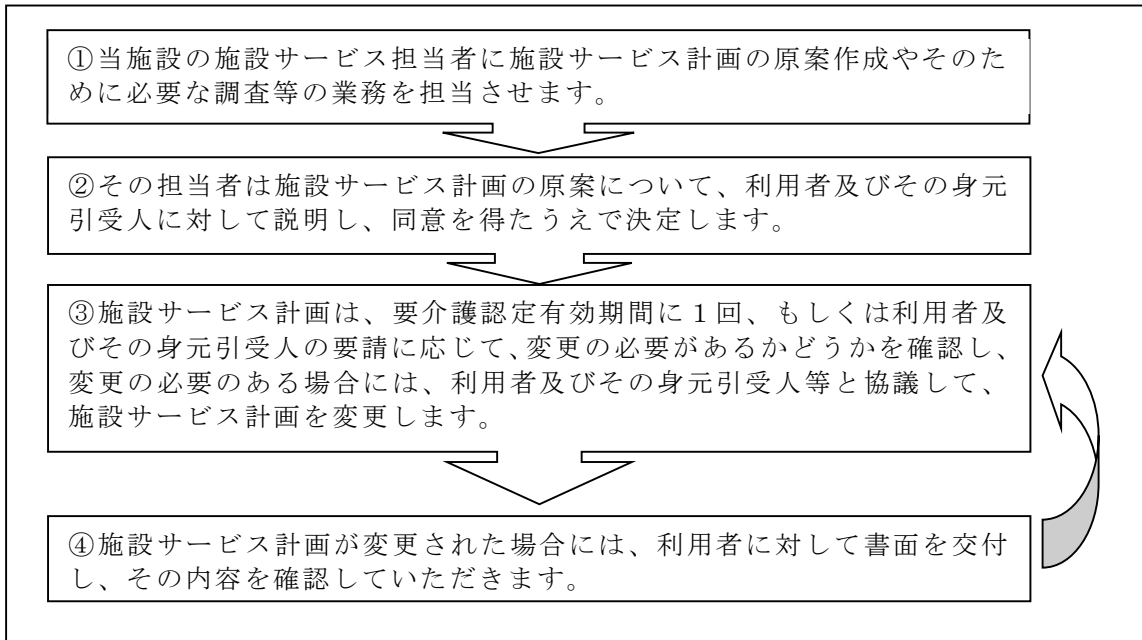 ①当施設の施設サービス担当者に施設サービス計画の原案作成やそのた
めに必要な調査等の業務を担当させます。
②その担当者は施設サービス計画の原案について、利用者及びその身元
引受人に対して説明し、同意を得たうえで決定します。
③施設サービス計画は、要介護認定有効期間に１回、もしくは利用者及
びその身元引受人の要請に応じて、変更の必要があるかどうかを確認し、
変更の必要のある場合には、利用者及びその身元引受人等と協議して、
施設サービス計画を変更します。
④施設サービス計画が変更された場合には、利用者に対して書面を交付
し、その内容を確認していただきます。